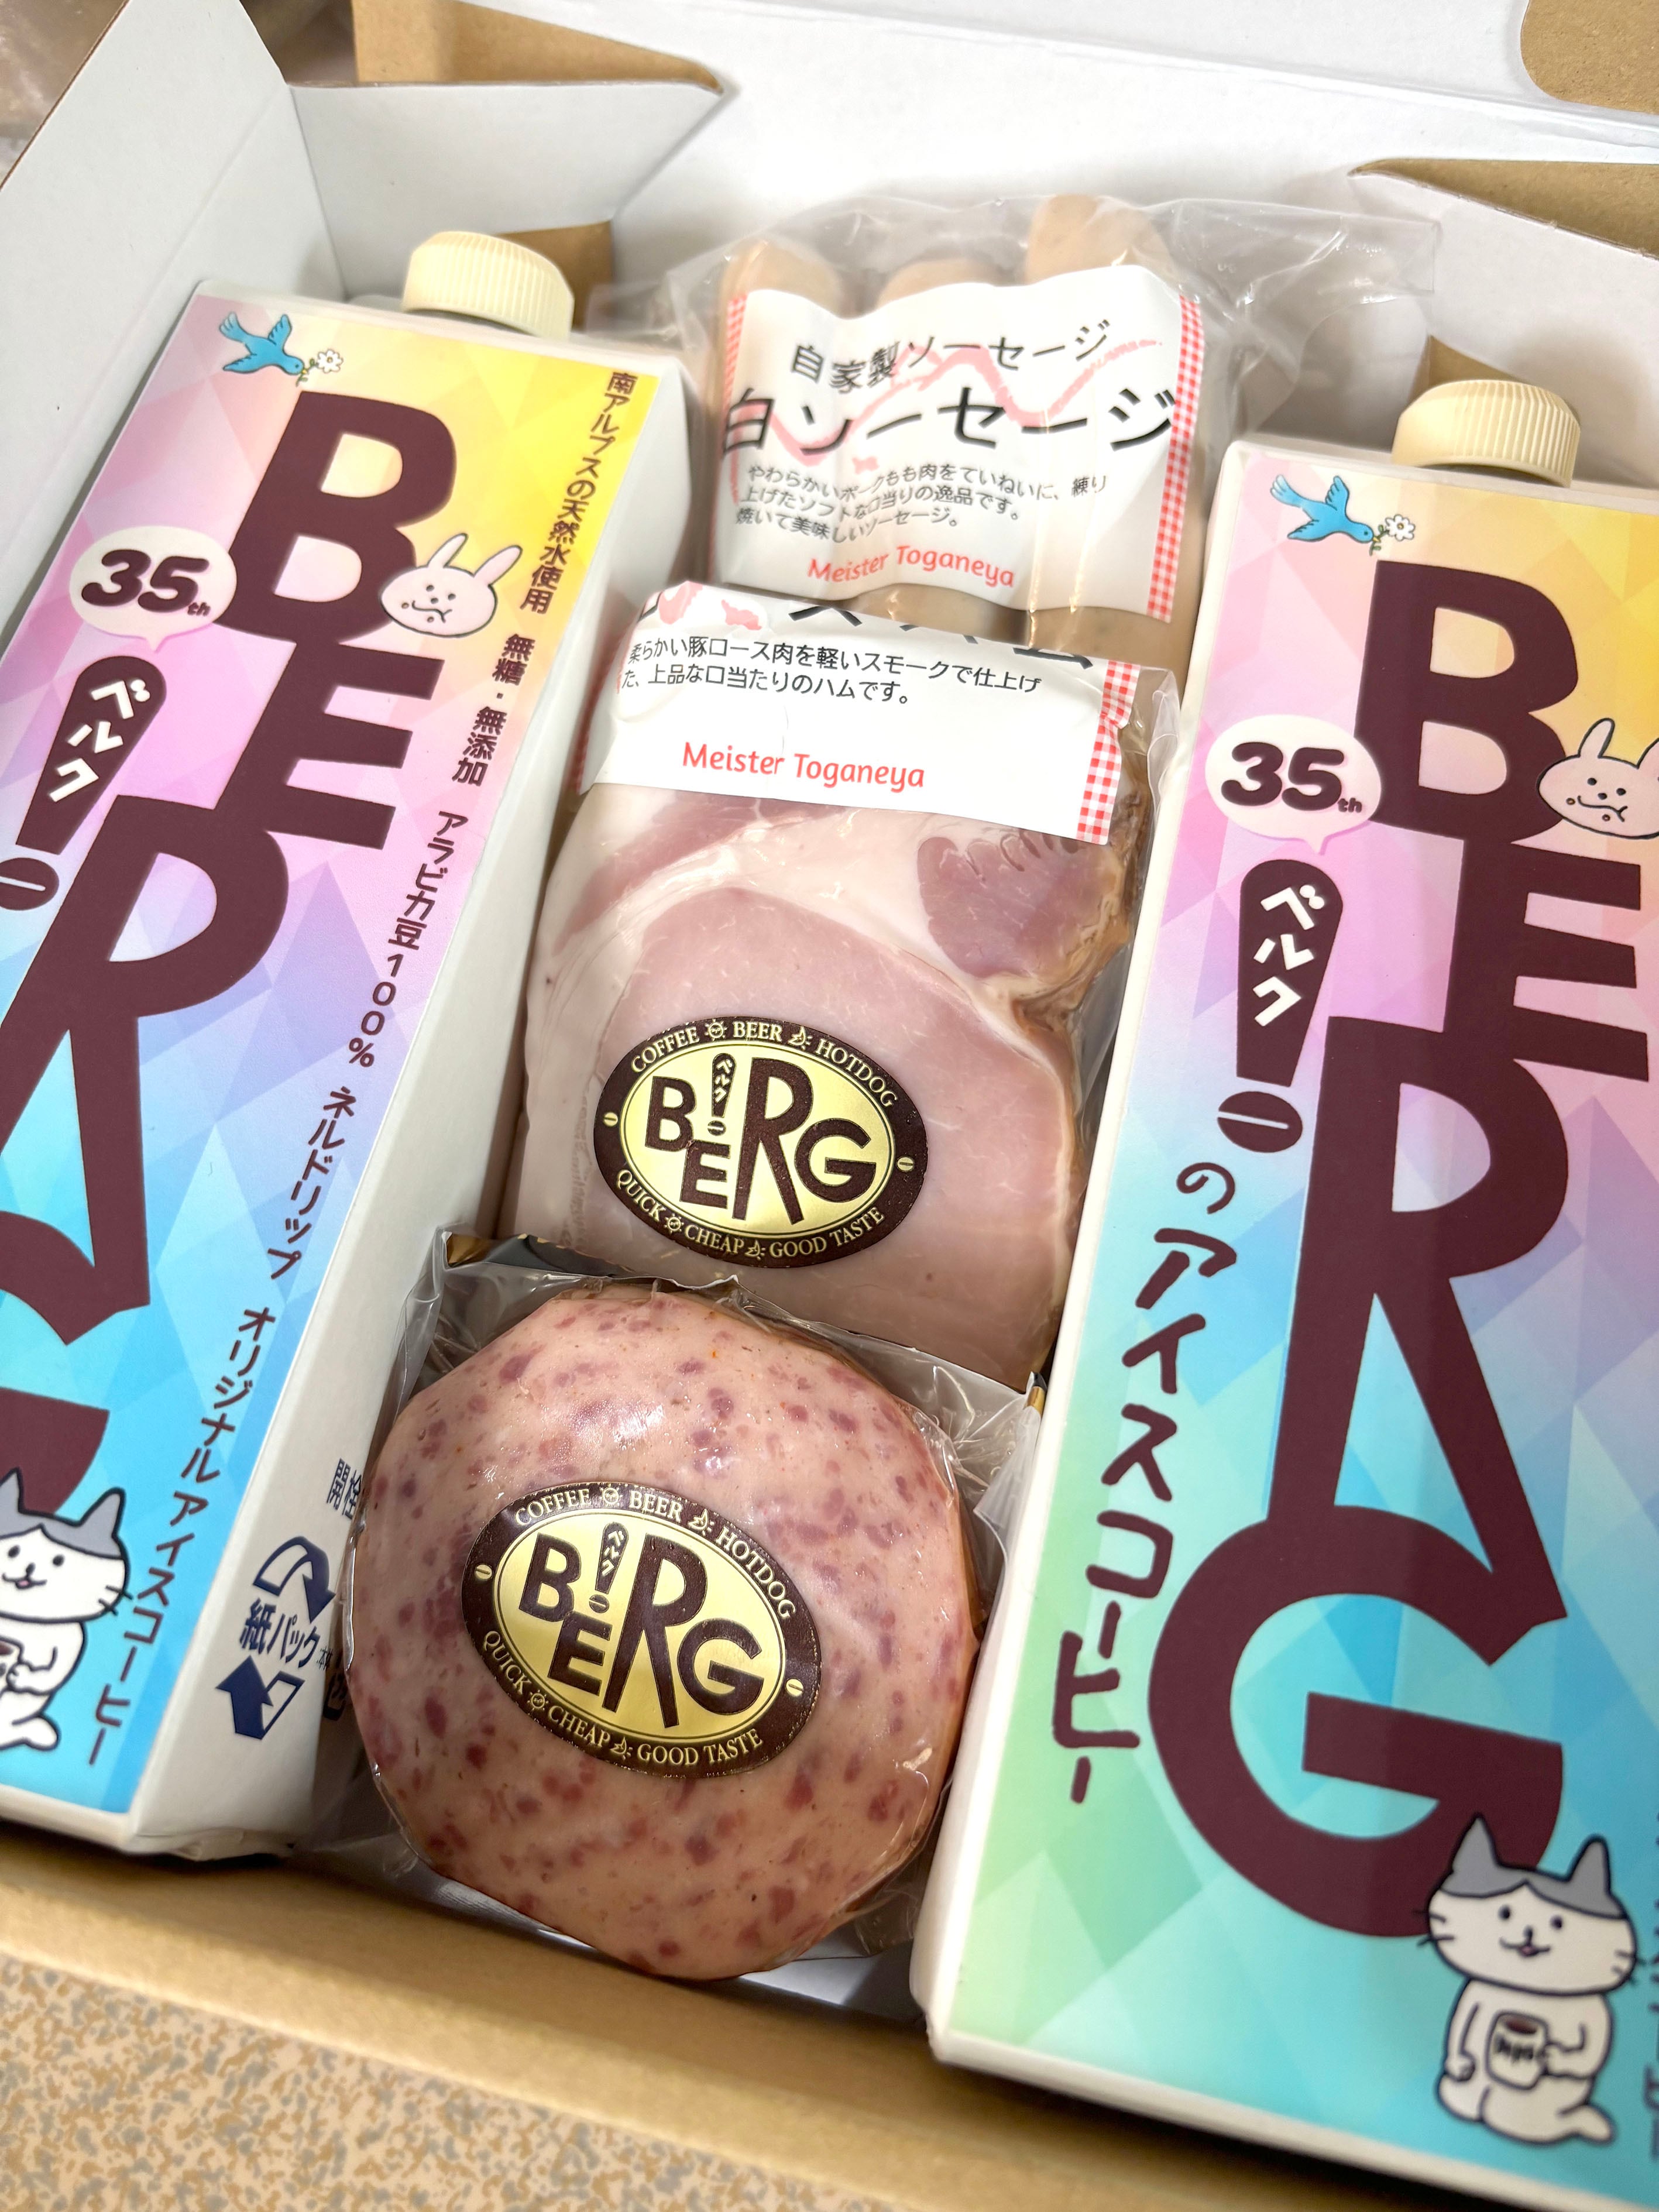 BERG
35th
ベルク
南アルプスの天然水使用 無糖・無添加 アラビカ豆100% ネルドリップ オリジナルアイスコーヒー
紙パック
自家製ソーセージ
白ソーセージ
やわらかいポークもも肉をていねいに、練り
上げたソフトな口当りの逸品です。
焼いて美味しいソーセージ。
Meister Toganeya
柔らかい豚ロース肉を軽いスモークで仕上げ
た、上品な口当たりのハムです。
Meister Toganeya
COFFEE BEER HOTDOG
ベルク
BERG
QUICK CHEAP GOOD TASTE
COFFEE BEER HOTDOG
ベルク
BERG
QUICK CHEAP GOOD TASTE
BERG
35th
ベルク
のアイスコーヒー